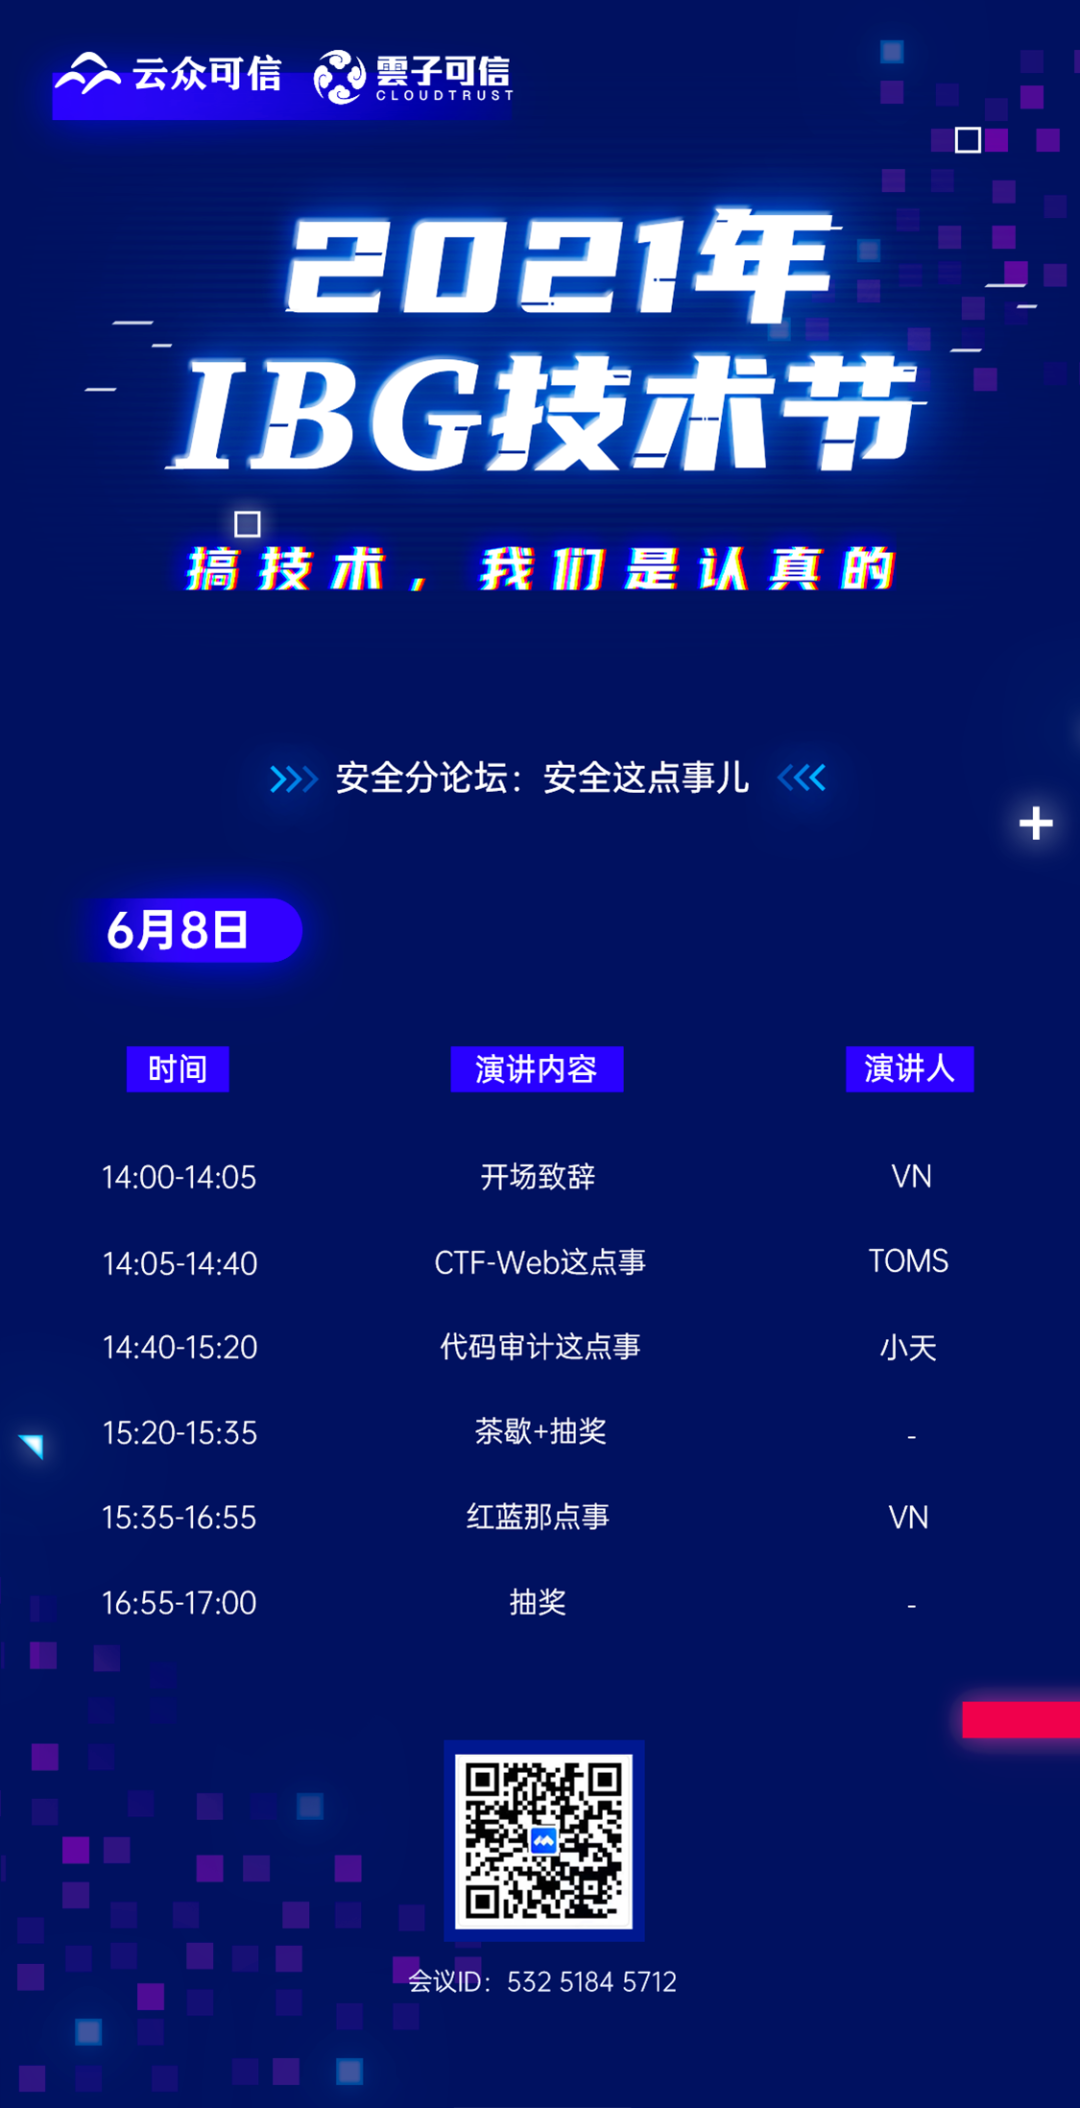 云众可信 雲子可信
CLOUDTRUST
2021年
IBG技术节
搞技术，我们是认真的
安全分论坛：安全这点事儿
6月8日
时间 演讲内容 演讲人
14:00-14:05 开场致辞 VN
14:05-14:40 CTF-Web这点事 TOMS
14:40-15:20 代码审计这点事 小天
15:20-15:35 茶歇+抽奖 -
15:35-16:55 红蓝那点事 VN
16:55-17:00 抽奖 -
会议ID：532 5184 5712